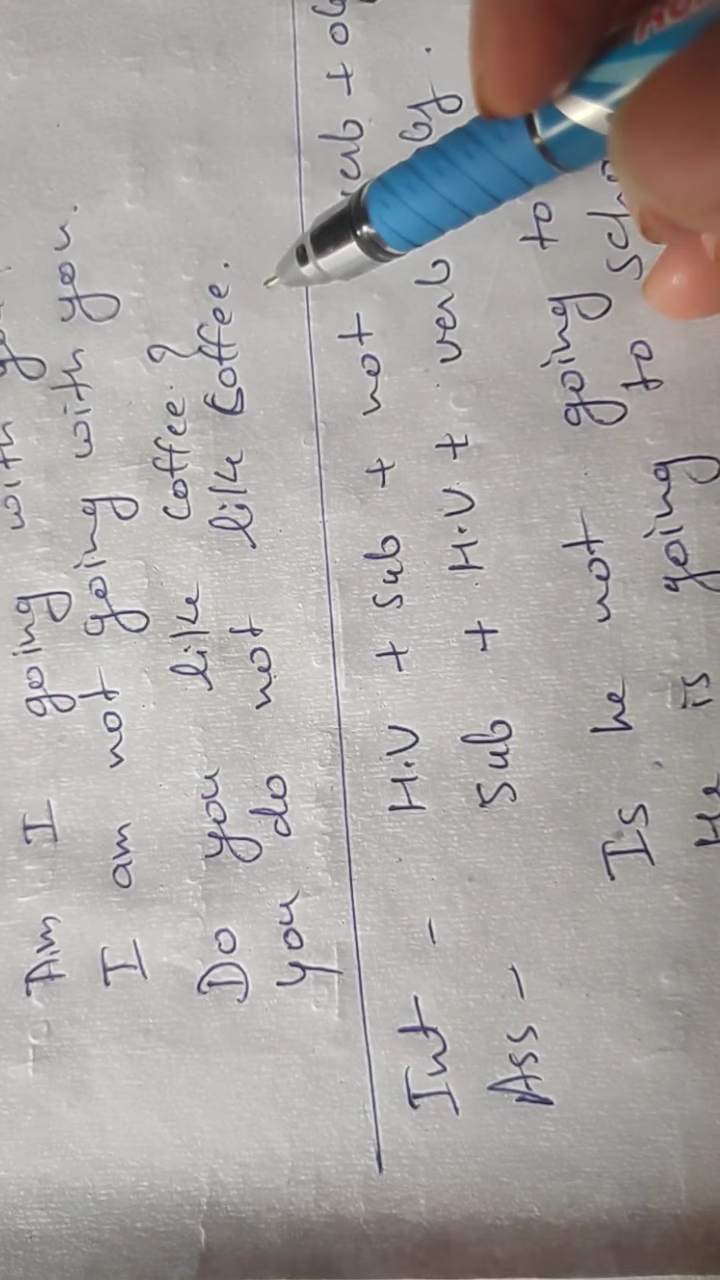 Am I going with
I am not going with you.
Do you like Coffee.?
You do not like Coffee.
Int - H.V + Sub + not
Ass - Sub + H.V + verb
Is he not going to
He is going to